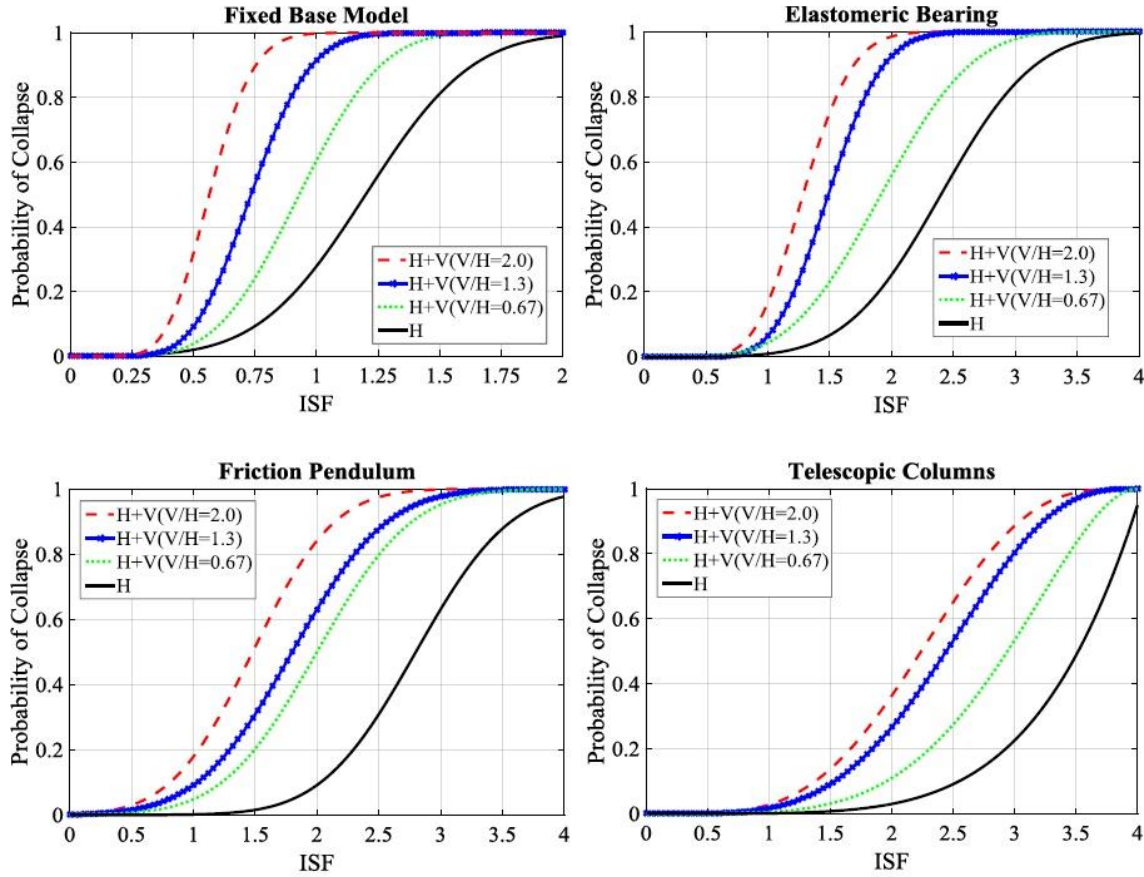 Fixed Base Model
Probability of Collapse
1
0.8
0.6
0.4
0.2
0
H+V(V/H=2.0)
H+V(V/H=1.3)
H+V(V/H=0.67)
H
0 0.25 0.5 0.75 1 1.25 1.5 1.75 2
ISF
Elastomeric Bearing
Probability of Collapse
1
0.8
0.6
0.4
0.2
0
H+V(V/H=2.0)
H+V(V/H=1.3)
H+V(V/H=0.67)
H
0 0.5 1 1.5 2 2.5 3 3.5 4
ISF
Friction Pendulum
Probability of Collapse
1
0.8
0.6
0.4
0.2
0
H+V(V/H=2.0)
H+V(V/H=1.3)
H+V(V/H=0.67)
H
0 0.5 1 1.5 2 2.5 3 3.5 4
ISF
Telescopic Columns
Probability of Collapse
1
0.8
0.6
0.4
0.2
0
H+V(V/H=2.0)
H+V(V/H=1.3)
H+V(V/H=0.67)
H
0 0.5 1 1.5 2 2.5 3 3.5 4
ISF